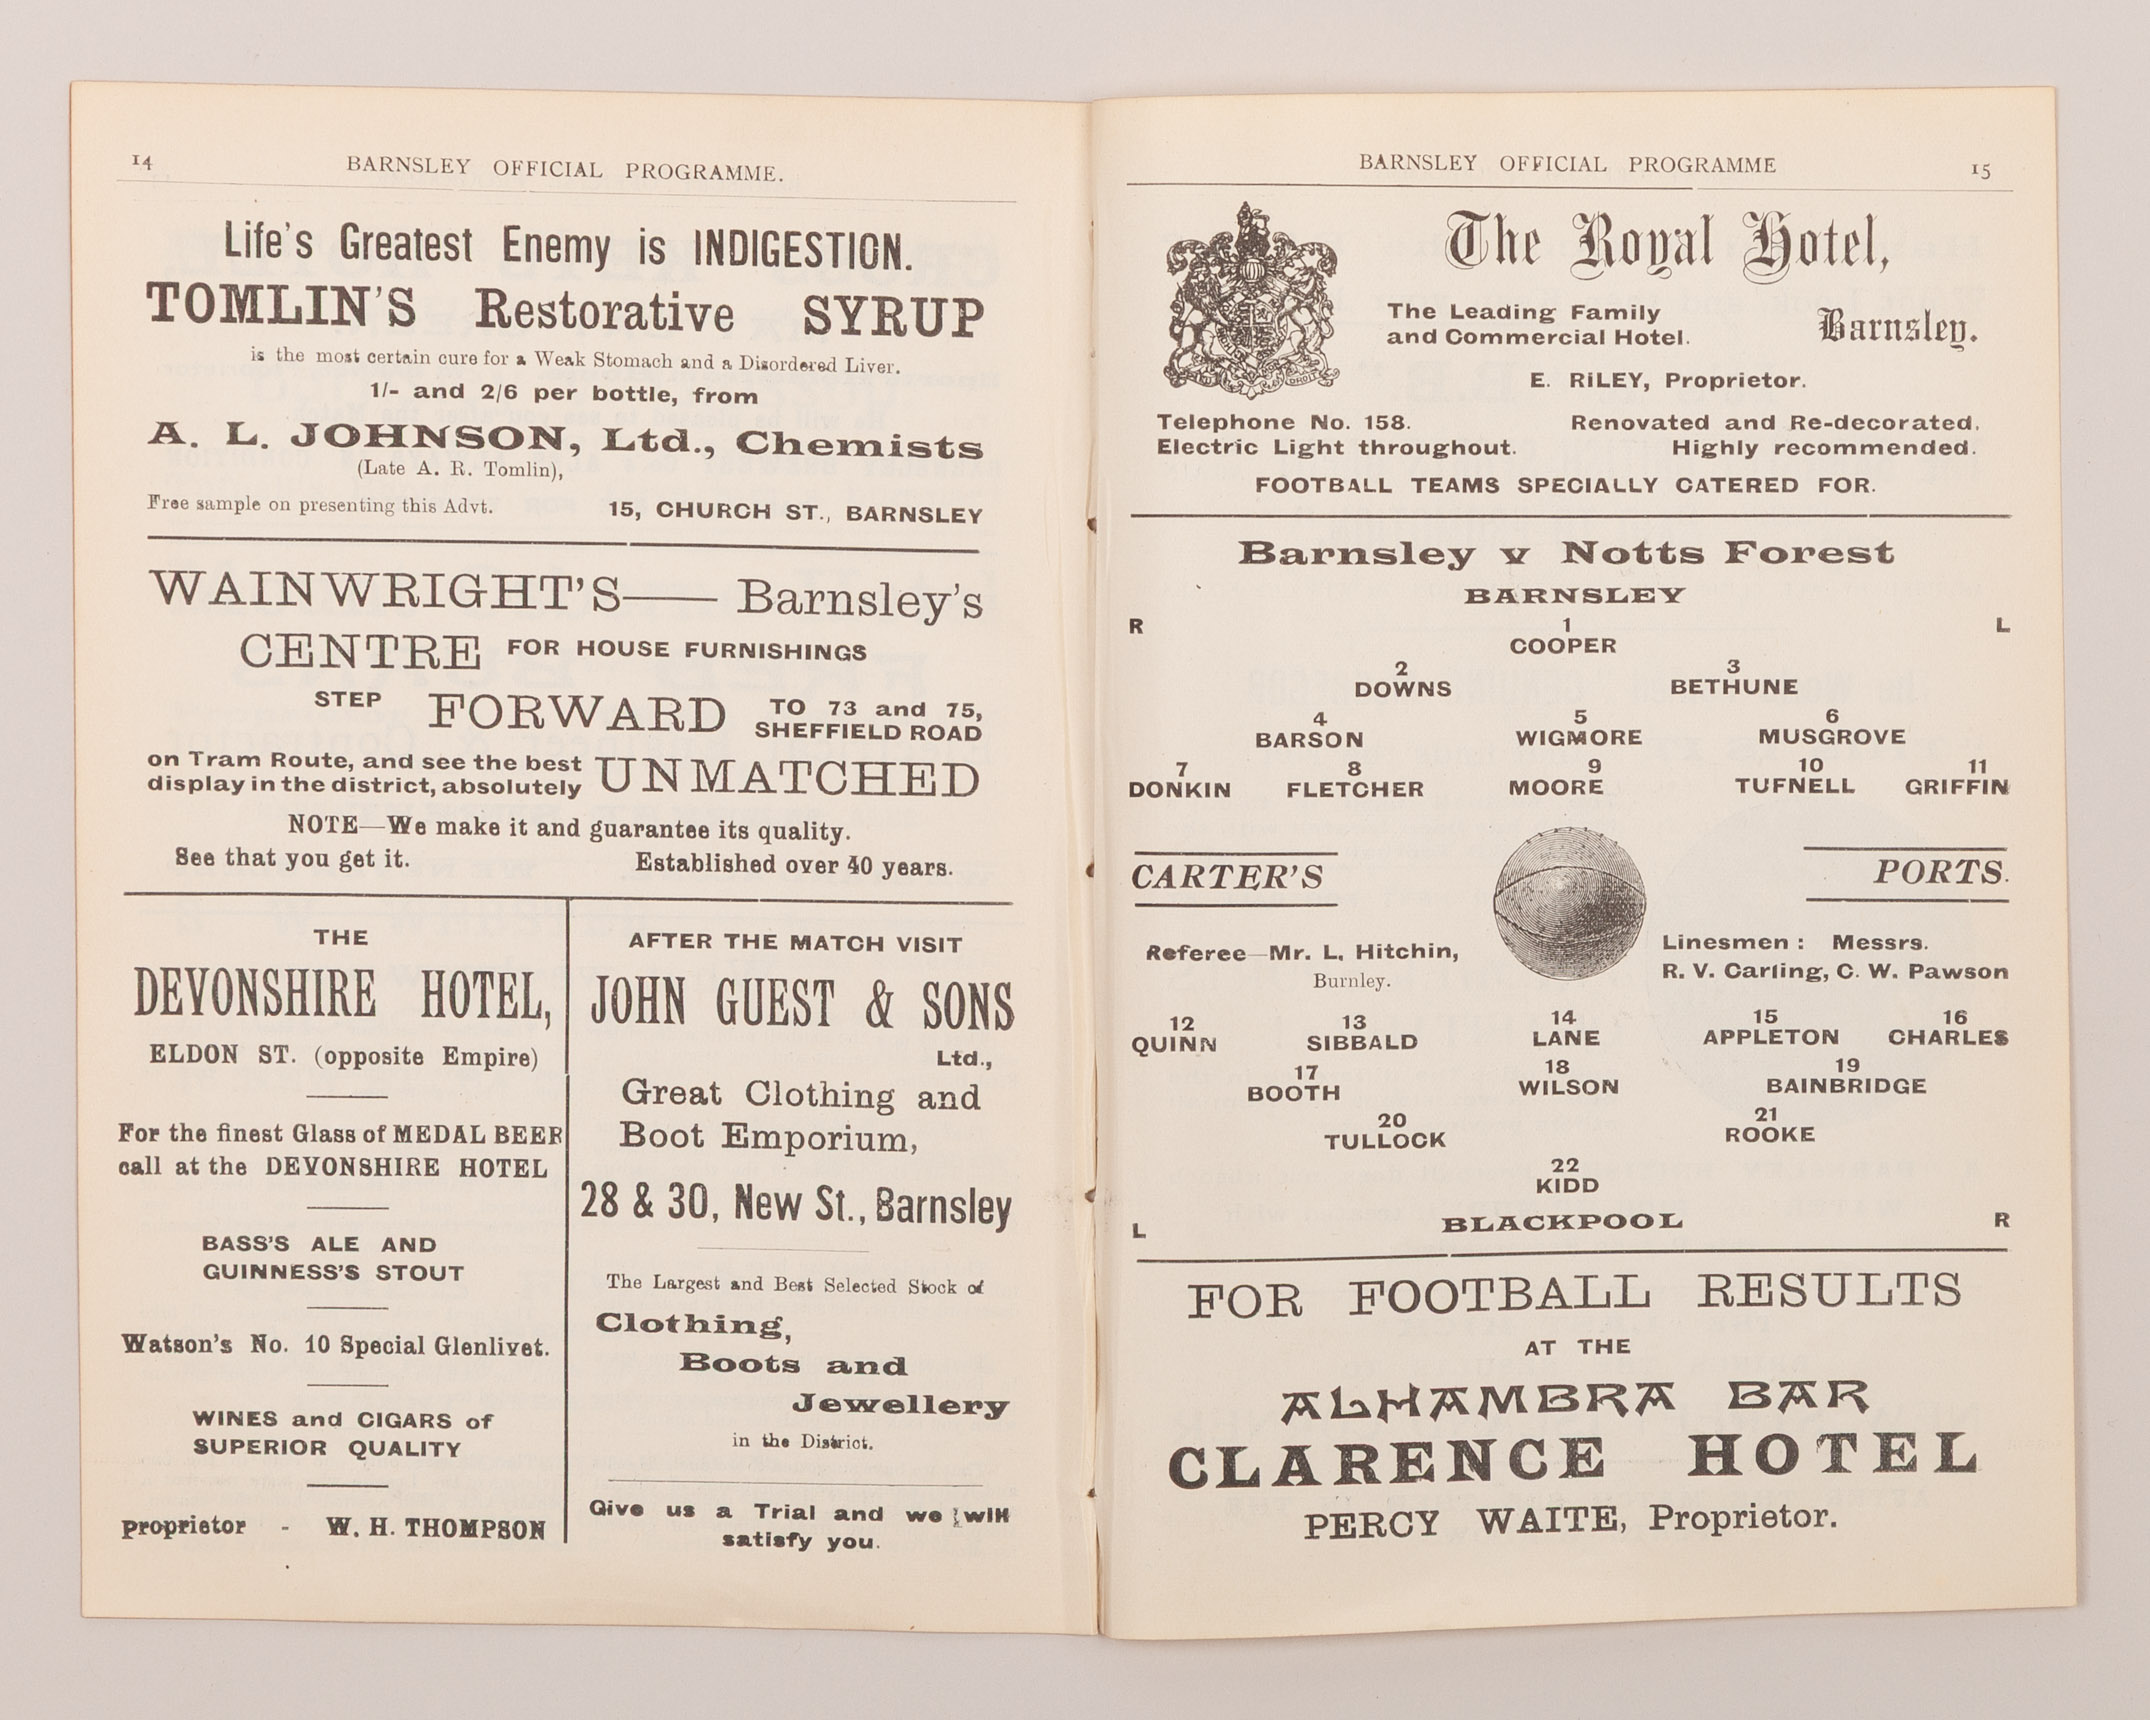 14
BARNSLEY OFFICIAL PROGRAMME.
Life's Greatest Enemy is INDIGESTION.
TOMLIN'S Restorative SYRUP
is the most certain cure for a Weak Stomach and a Disordered Liver.
1/- and 2/6 per bottle, from
A. L. JOHNSON, Ltd., Chemists
(Late A. R. Tomlin),
Free sample on presenting this Advt. 15, CHURCH ST., BARNSLEY
WAINWRIGHT'S—— Barnsley's
CENTRE FOR HOUSE FURNISHINGS
STEP FORWARD TO 73 and 75,
SHEFFIELD ROAD
on Tram Route, and see the best
display in the district, absolutely UNMATCHED
NOTE—We make it and guarantee its quality.
See that you get it. Established over 40 years.
THE
DEVONSHIRE HOTEL,
ELDON ST. (opposite Empire)
For the finest Glass of MEDAL BEER
call at the DEVONSHIRE HOTEL
BASS'S ALE AND
GUINNESS'S STOUT
Watson's No. 10 Special Glenlivet.
WINES and CIGARS of
SUPERIOR QUALITY
proprietor - W. H. THOMPSON
AFTER THE MATCH VISIT
JOHN GUEST & SONS
Ltd.,
Great Clothing and
Boot Emporium,
28 & 30, New St., Barnsley
The Largest and Best Selected Stock of
Clothing,
Boots and
Jewellery
in the District.
Give us a Trial and we will
satisfy you.
BARNSLEY OFFICIAL PROGRAMME
15
The Royal Hotel,
The Leading Family
and Commercial Hotel. Barnsley.
E. RiLEY, Proprietor.
Telephone No. 158. Renovated and Re-decorated.
Electric Light throughout. Highly recommended.
FOOTBALL TEAMS SPECIALLY CATERED FOR.
Barnsley v Notts Forest
BARNSLEY
R 1 L
COOPER
2 3
DOWNS BETHUNE
4 5 6
BARSON WIGMORE MUSGROVE
7 8 9 10 11
DONKIN FLETCHER MOORE TUFNELL GRIFFIN
CARTER'S PORTS.
Referee—Mr. L. Hitchin,
Burnley.
Linesmen : Messrs.
R. V. Carling, C. W. Pawson
12 13 14 15 16
QUINN SIBBALD LANE APPLETON CHARLES
17 18 19
BOOTH WILSON BAINBRIDGE
20 21
TULLOCK ROOKE
22
KIDD
L BLACKPOOL R
FOR FOOTBALL RESULTS
AT THE
ALHAMBRA BAR
CLARENCE HOTEL
PERCY WAITE, Proprietor.